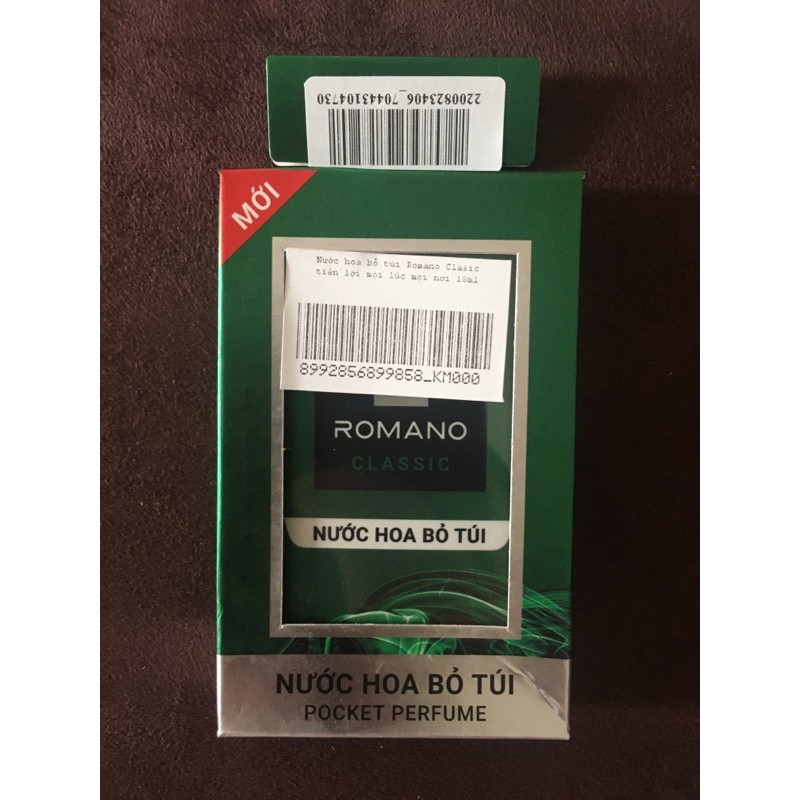 2200823406_70443104730
MỚI
Nước hoa bỏ túi Romano Clasic
tiện lợi mọi lúc mọi nơi 18ml
8992856899858_KM000
ROMANO
CLASSIC
NƯỚC HOA BỎ TÚI
NƯỚC HOA BỎ TÚI
POCKET PERFUME